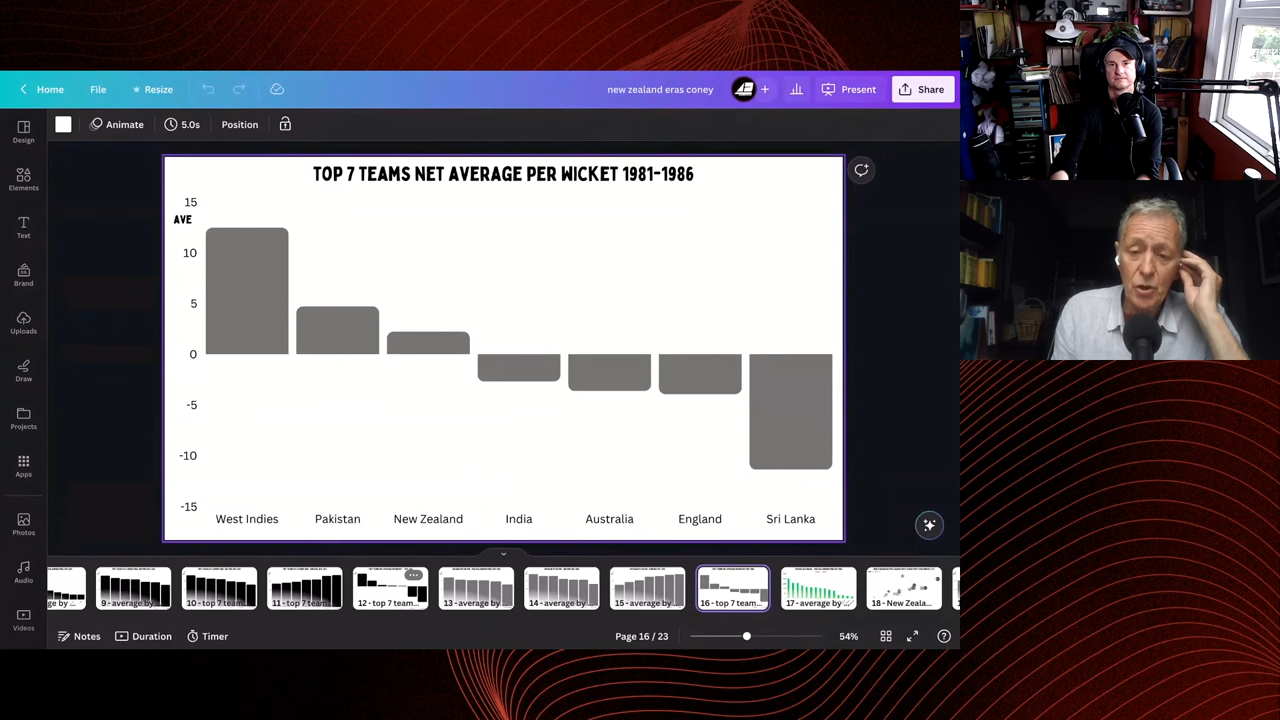 Home
File
Resize
new zealand eras coney
Present
Share
Animate
5.0s
Position
Design
Elements
Text
Brand
Uploads
Draw
Projects
Apps
Photos
Audio
Videos
TOP 7 TEAMS NET AVERAGE PER WICKET 1981-1986
AVE
15
10
5
0
-5
-10
-15
West Indies
Pakistan
New Zealand
India
Australia
England
Sri Lanka
ge by ...
9 - average by ...
10 - top 7 team...
11 - top 7 team...
12 - top 7 team...
13 - average by ...
14 - average by ...
15 - average by ...
16 - top 7 team...
17 - average by ...
18 - New Zeala...
Notes
Duration
Timer
Page 16 / 23
54%